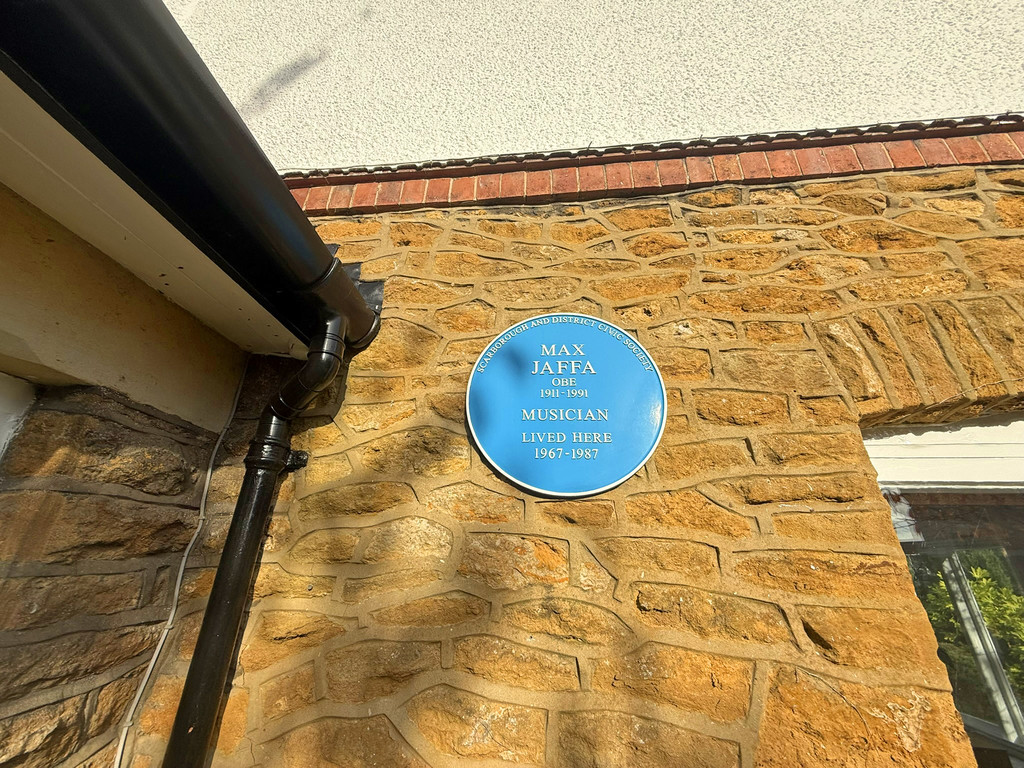 SCARBOROUGH AND DISTRICT CIVIC SOCIETY
MAX
JAFFA
OBE
1911-1991
MUSICIAN
LIVED HERE
1967-1987